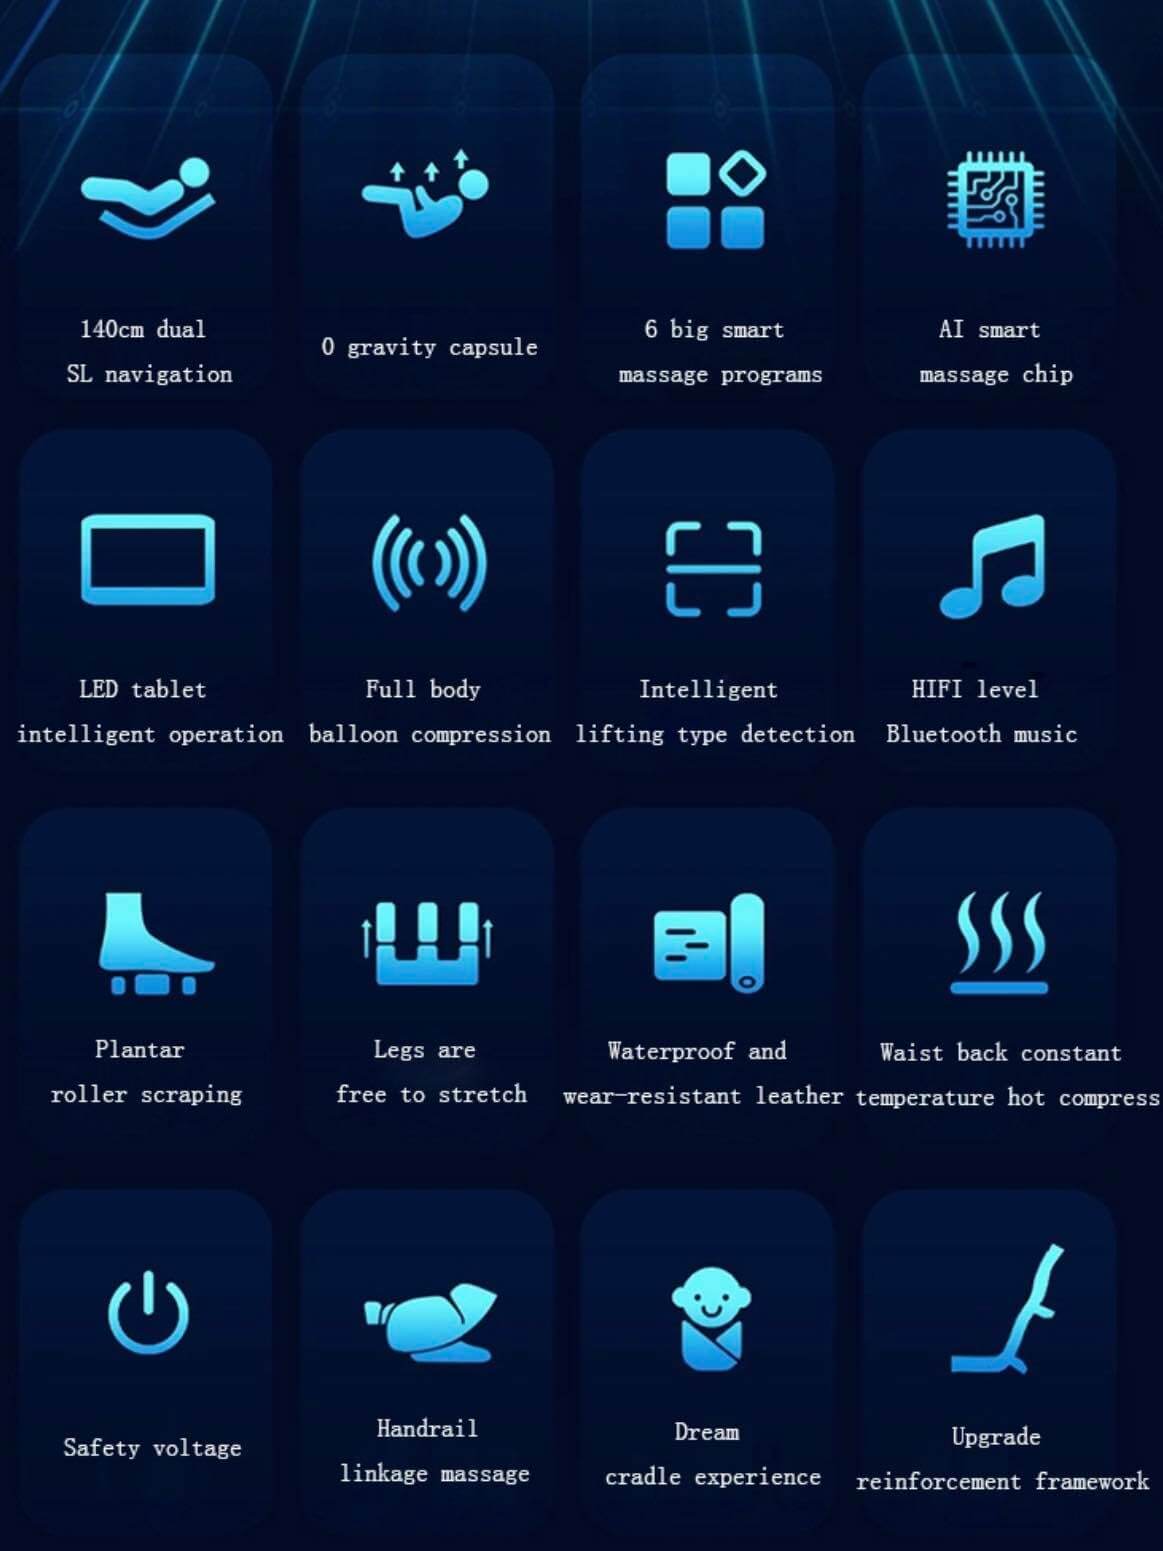 140cm dual
SL navigation
0 gravity capsule
6 big smart
massage programs
AI smart
massage chip
LED tablet
intelligent operation
Full body
balloon compression
Intelligent
lifting type detection
HIFI level
Bluetooth music
Plantar
roller scraping
Legs are
free to stretch
Waterproof and
wear-resistant leather
Waist back constant
temperature hot compress
Safety voltage
Handrail
linkage massage
Dream
cradle experience
Upgrade
reinforcement framework